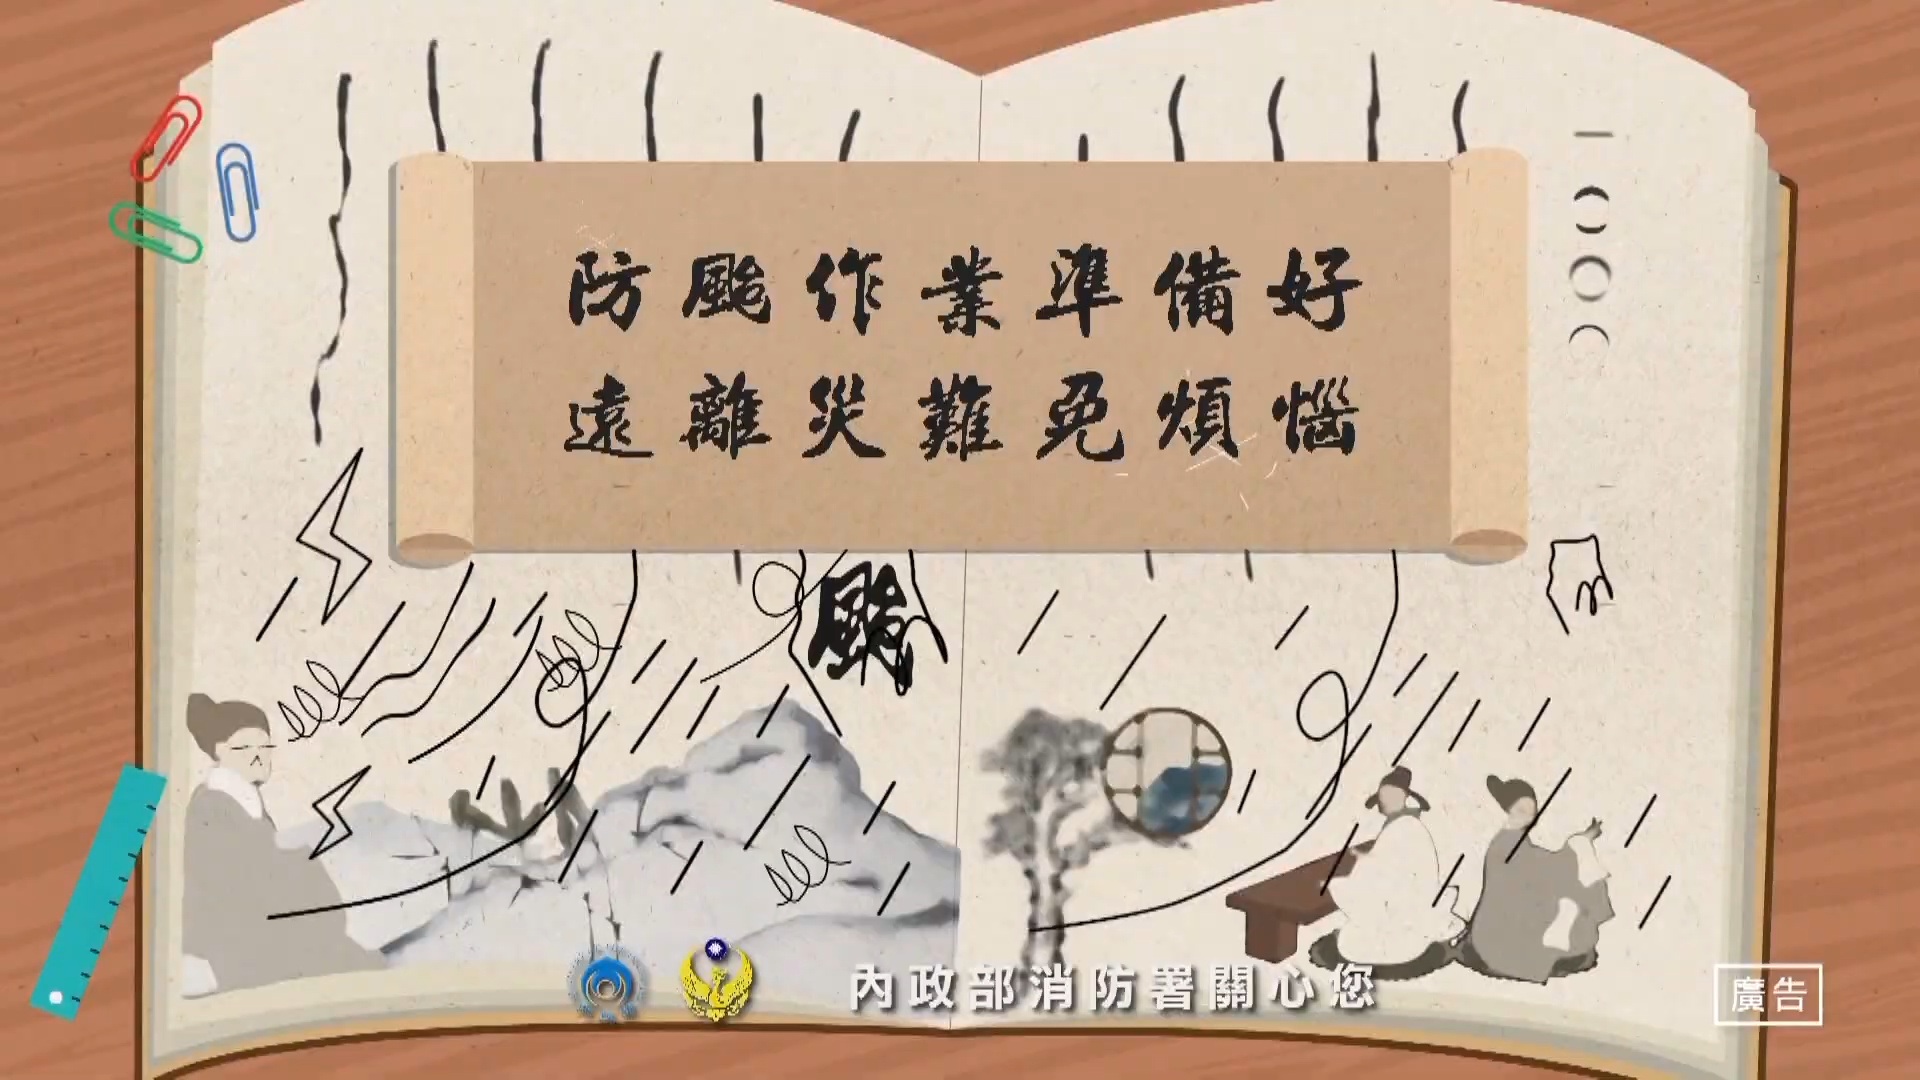 防颱作業準備好
遠離災難免煩惱
颱
內政部消防署關心您
廣告